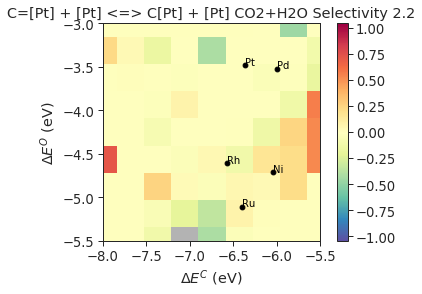 C=[Pt] + [Pt] <=> C[Pt] + [Pt] CO2+H2O Selectivity 2.2
−3.0
−3.5
−4.0
−4.5
−5.0
−5.5
ΔE^O (eV)
Pt
Pd
Rh
Ni
Ru
−8.0 −7.5 −7.0 −6.5 −6.0 −5.5
ΔE^C (eV)
1.00
0.75
0.50
0.25
0.00
−0.25
−0.50
−0.75
−1.00